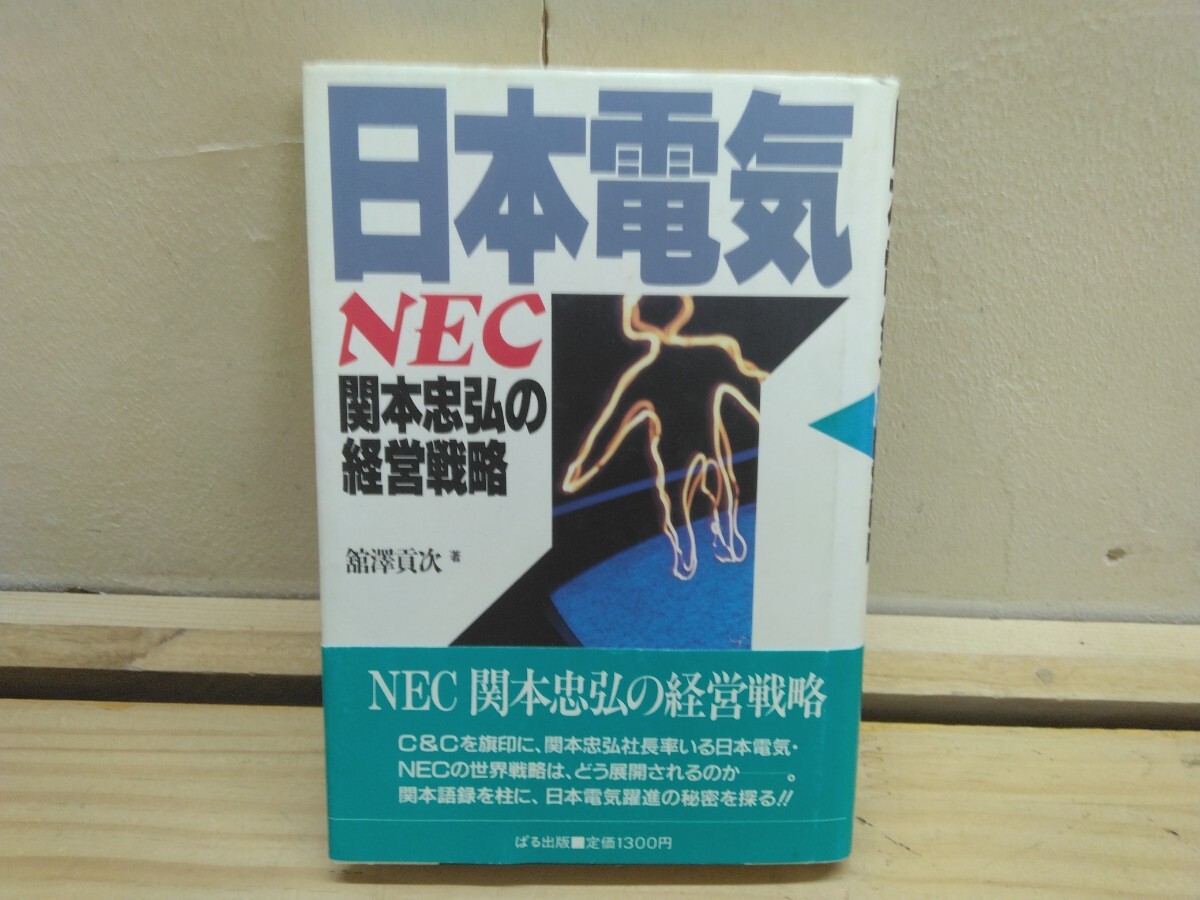 日本電気
NEC
関本忠弘の
経営戦略
舘澤貢次 著
NEC 関本忠弘の経営戦略
C&Cを旗印に、関本忠弘社長率いる日本電気・
NECの世界戦略は、どう展開されるのか――。
関本語録を柱に、日本電気躍進の秘密を探る!!
ぱる出版■定価1300円